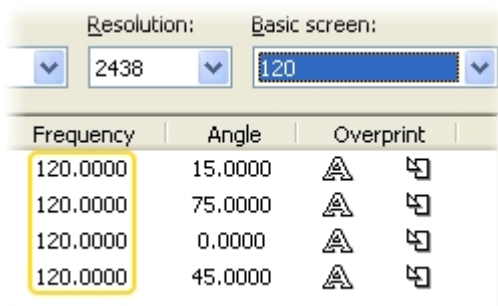 Resolution: Basic screen:
2438 120
Frequency Angle Overprint
120.0000 15.0000
120.0000 75.0000
120.0000 0.0000
120.0000 45.0000